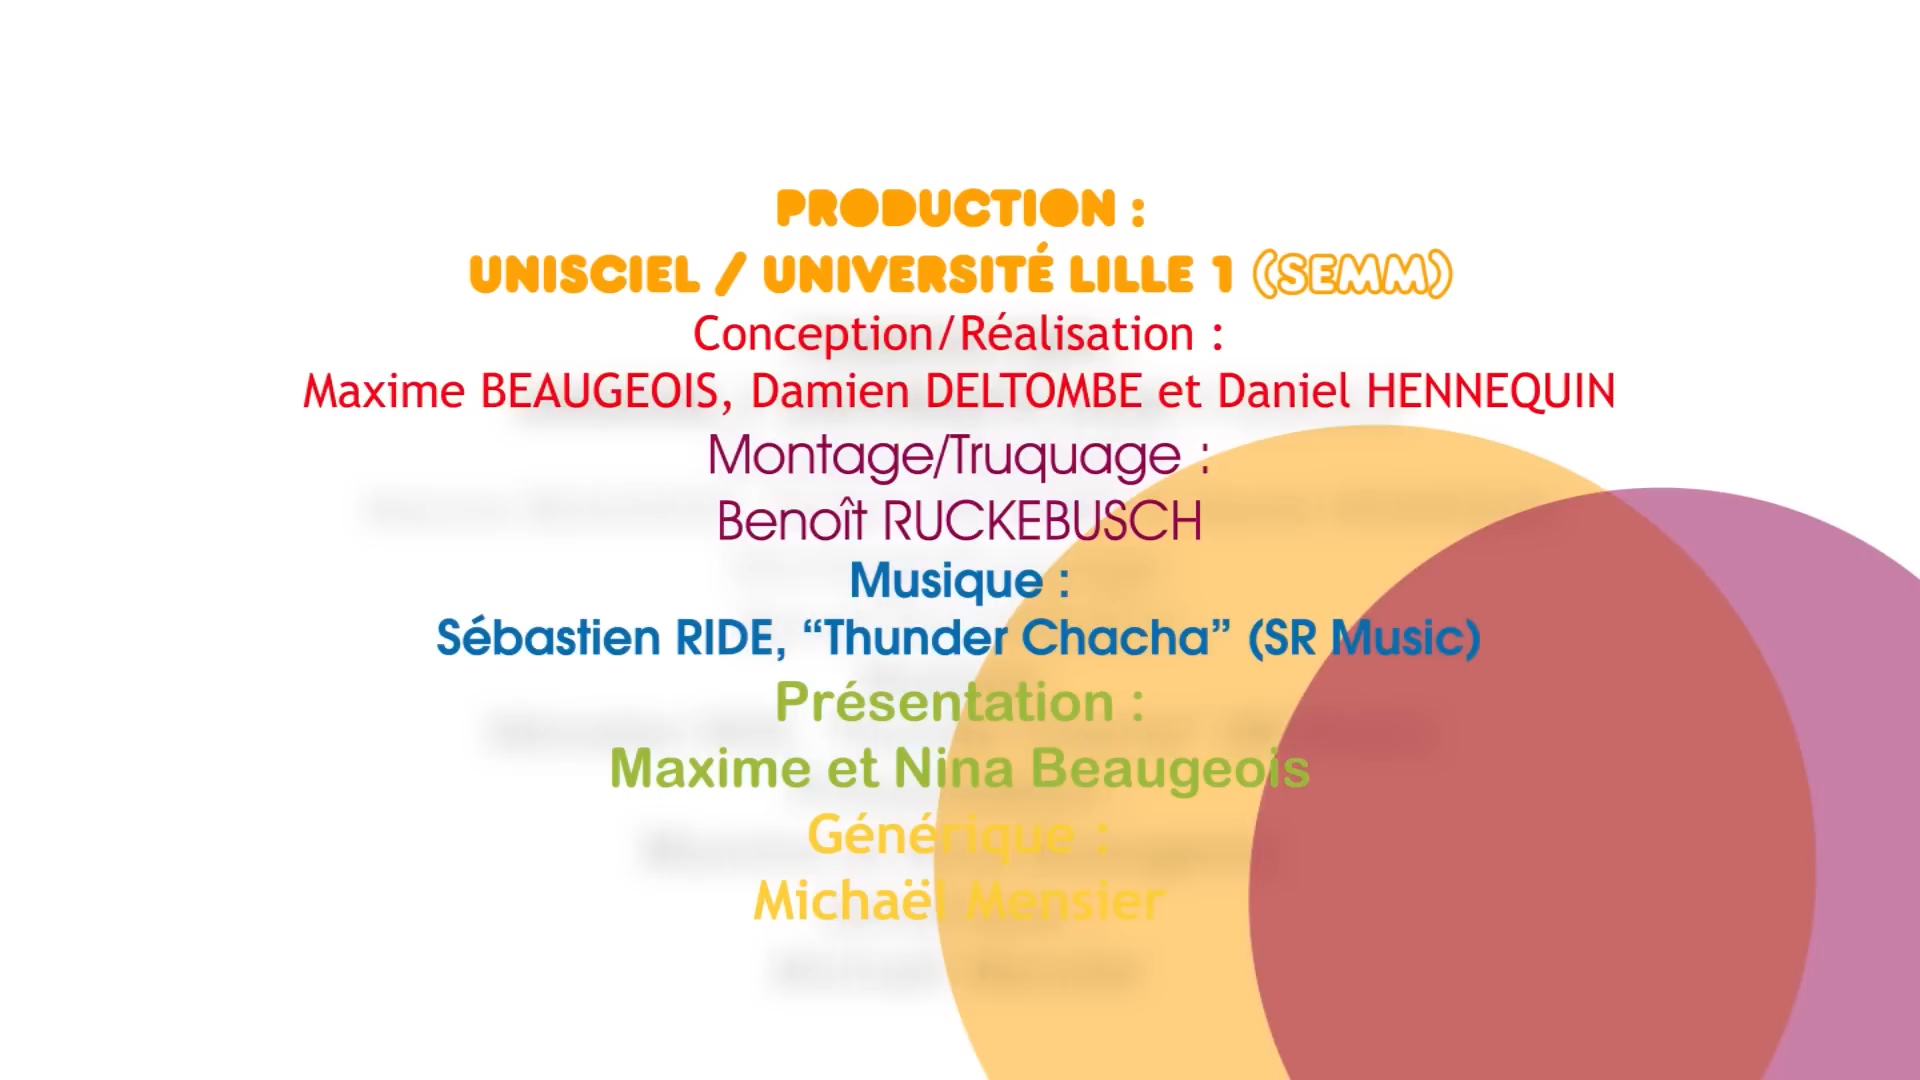 PRODUCTION :
UNISCIEL / UNIVERSITÉ LILLE 1 (SEMM)
Conception/Réalisation :
Maxime BEAUGEOIS, Damien DELTOMBE et Daniel HENNEQUIN
Montage/Truquage :
Benoît RUCKEBUSCH
Musique :
Sébastien RIDE, “Thunder Chacha” (SR Music)
Présentation :
Maxime et Nina Beaugeois
Générique :
Michaël Mensier